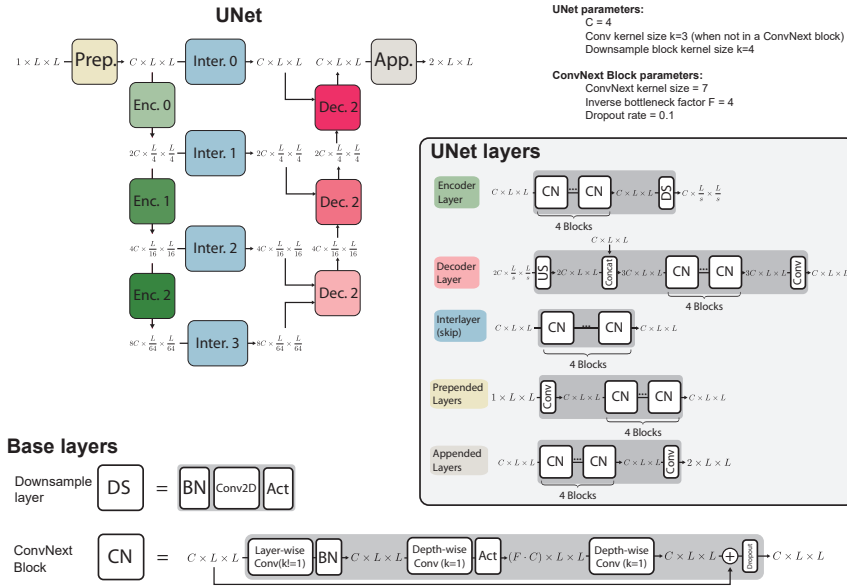 UNet
UNet parameters:
C = 4
Conv kernel size k=3 (when not in a ConvNext block)
Downsample block kernel size k=4
ConvNext Block parameters:
ConvNext kernel size = 7
Inverse bottleneck factor F = 4
Dropout rate = 0.1
1 × L × L Prep. C × L × L Inter. 0 C × L × L C × L × L App. 2 × L × L
Enc. 0 Dec. 2
2C × L/4 × L/4 Inter. 1 2C × L/4 × L/4 2C × L/4 × L/4
Enc. 1 Dec. 2
4C × L/16 × L/16 Inter. 2 4C × L/16 × L/16 4C × L/16 × L/16
Enc. 2 Dec. 2
8C × L/64 × L/64 Inter. 3 8C × L/64 × L/64
UNet layers
Encoder Layer C × L × L CN ... CN C × L × L DS C × L/s × L/s
4 Blocks
C × L × L
Decoder Layer 2C × L/s × L/s US 2C × L × L Concat 3C × L × L CN ... CN 3C × L × L Conv C × L × L
4 Blocks
Interlayer (skip) C × L × L CN ... CN C × L × L
4 Blocks
Prepended Layers 1 × L × L Conv C × L × L CN ... CN C × L × L
4 Blocks
Appended Layers C × L × L CN ... CN C × L × L Conv 2 × L × L
4 Blocks
Base layers
Downsample layer DS = BN Conv2D Act
ConvNext Block CN = C × L × L Layer-wise Conv(k!=1) BN C × L × L Depth-wise Conv (k=1) Act (F · C) × L × L Depth-wise Conv (k=1) C × L × L + Dropout C × L × L